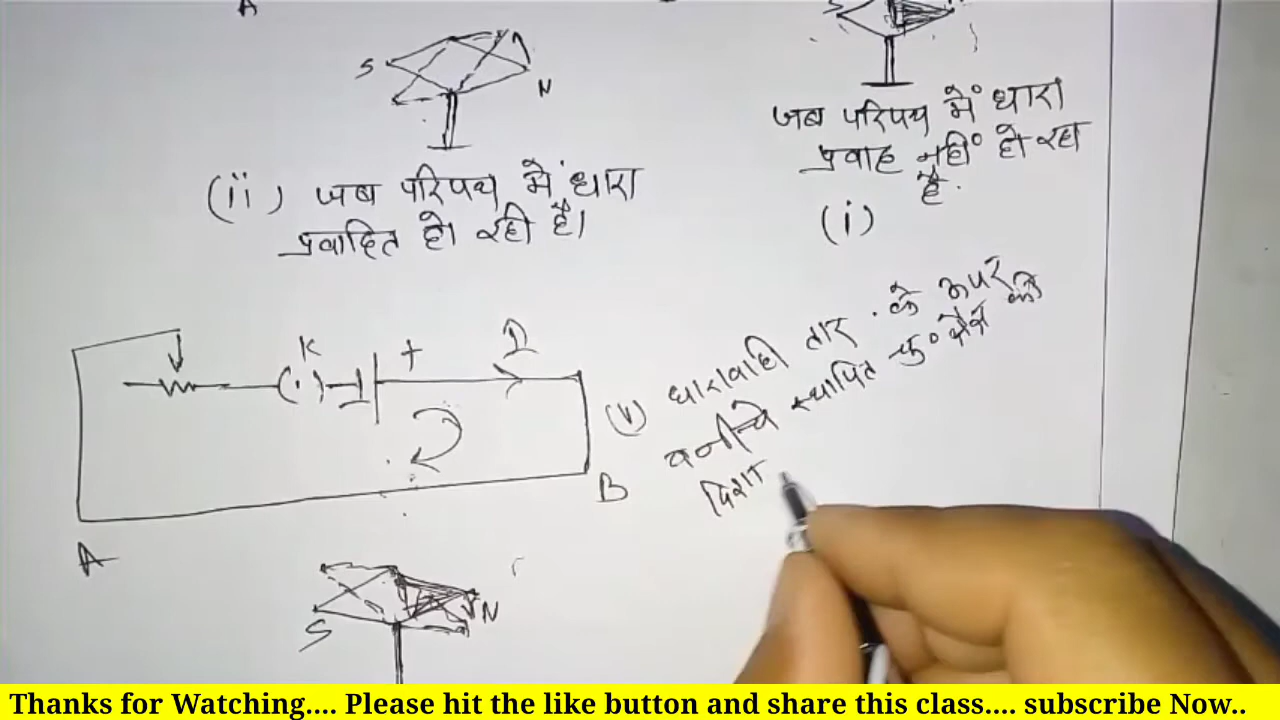 A
S
N
S
जब परिपथ में धारा
प्रवाह नहीं हो रहा
है.
(i)
(ii) जब परिपथ में धारा
प्रवाहित हो रही है।
K
+
I
B
A
S
N
(v) धारावाही तार के ऊपर
व नीचे स्थापित चु० सूई की
दिशा
Thanks for Watching.... Please hit the like button and share this class.... subscribe Now..